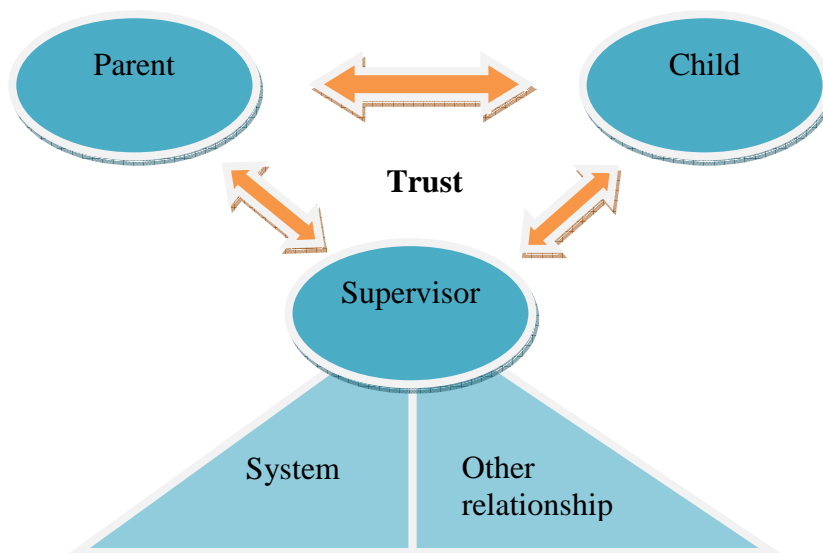 Parent
Child
Trust
Supervisor
System
Other
relationship